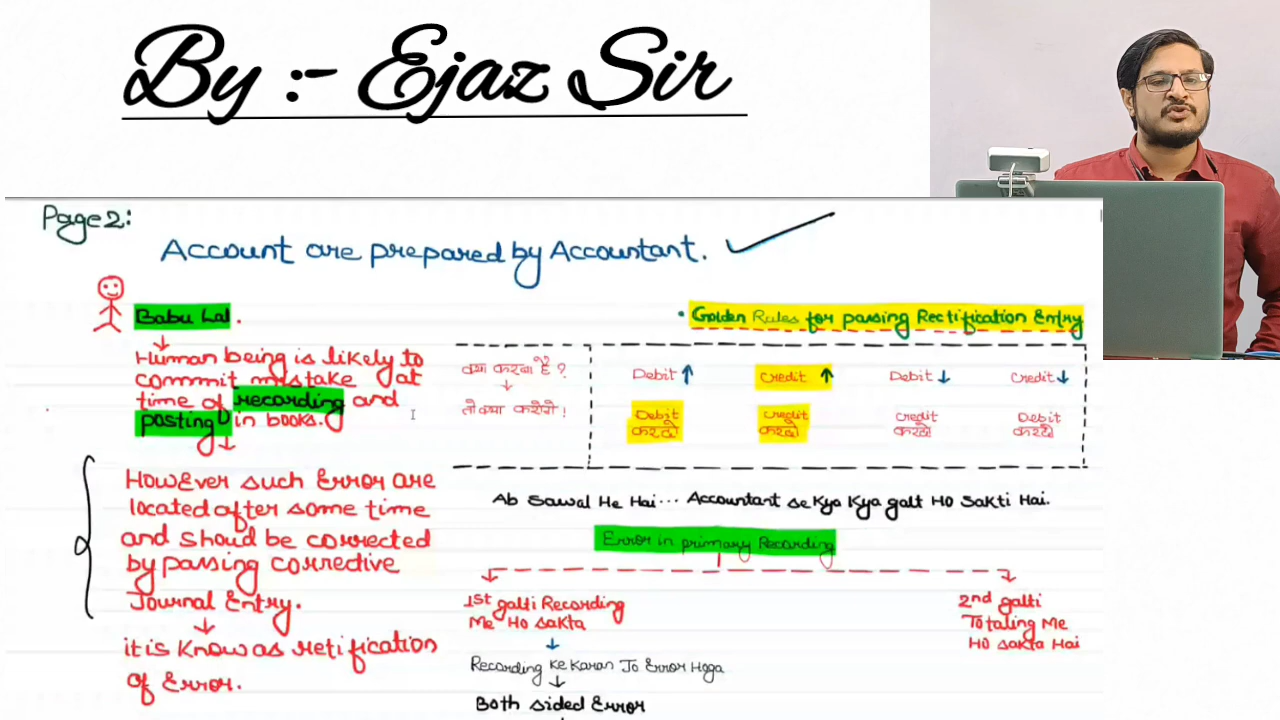 By :- Ejaz Sir
Page 2:
Account are prepared by Accountant.
Babu Lal.
Human being is likely to
commit mistake at
time of recording and
posting in books.
However such Error are
located after some time
and should be corrected
by passing corrective
Journal Entry.
it is Know as retification
of Error.
• Golden Rules for parsing Rectification Entry
क्या करना है?
तो क्या करोगे!
Debit ↑ Credit ↑ Debit ↓ Credit ↓
Debit Credit Credit Debit
करदो करदो करदो करदो
Ab Sawal He Hai... Accountant se Kya Kya galt Ho Sakti Hai.
Error in primary Recording
1st galti Recording
Me Ho sakta
Recording Ke Karan To Error Hoga
Both sided Error
2nd galti
Totaling Me
Ho sakta Hai